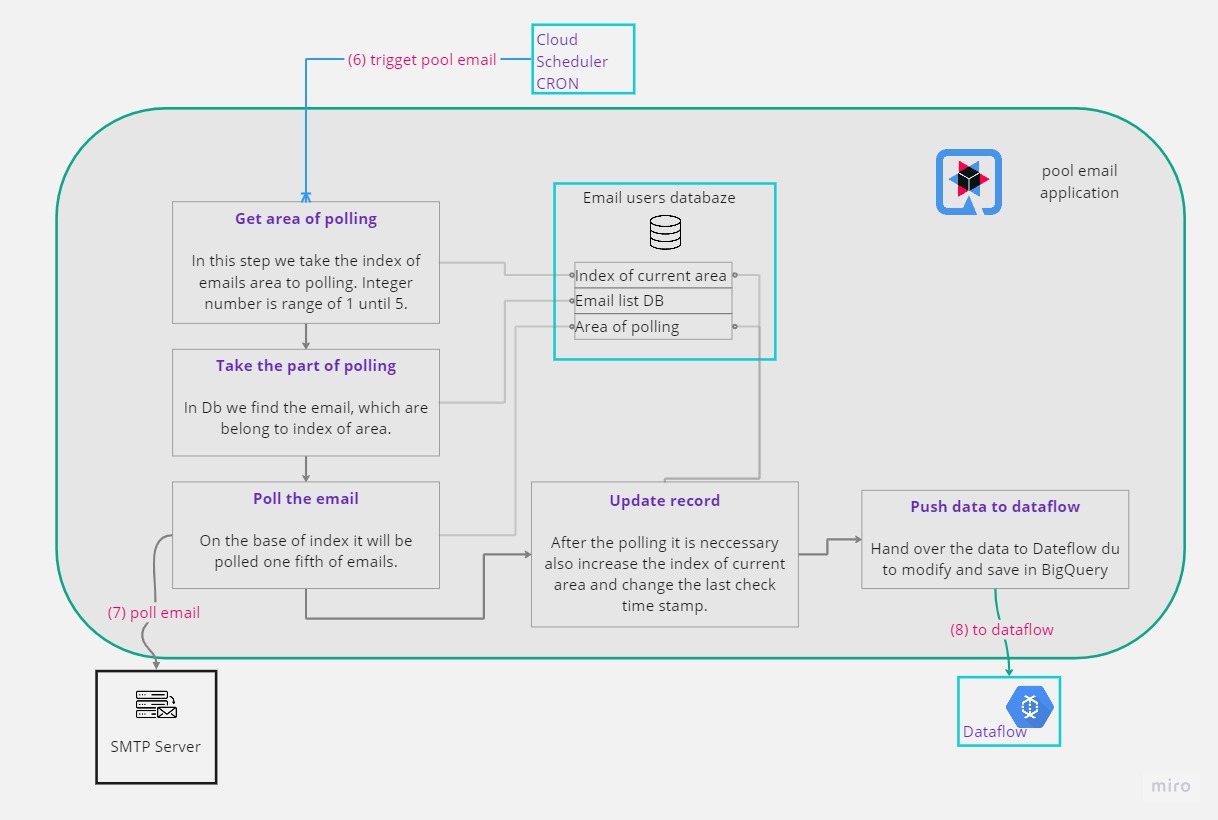 Cloud
Scheduler
CRON
(6) trigget pool email
pool email
application
Get area of polling
In this step we take the index of
emails area to polling. Integer
number is range of 1 until 5.
Email users databaze
Index of current area
Email list DB
Area of polling
Take the part of polling
In Db we find the email, which are
belong to index of area.
Poll the email
On the base of index it will be
polled one fifth of emails.
Update record
After the polling it is neccessary
also increase the index of current
area and change the last check
time stamp.
Push data to dataflow
Hand over the data to Dateflow du
to modify and save in BigQuery
(7) poll email
(8) to dataflow
SMTP Server
Dataflow
miro